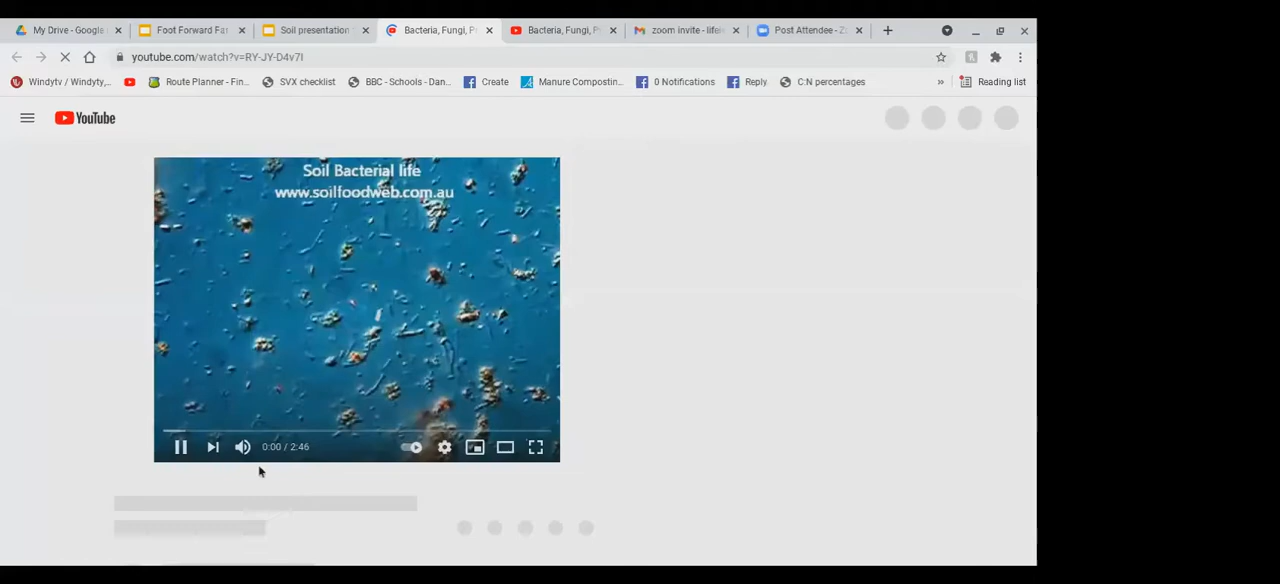 My Drive - Google
Foot Forward Fa
Soil presentation
Bacteria, Fungi, P
Bacteria, Fungi, P
zoom invite - life
Post Attendee - Z
youtube.com/watch?v=RY-JY-D4v7I
Windytv / Windyty,...
Route Planner - Fin...
SVX checklist
BBC - Schools - Dan...
Create
Manure Composting...
0 Notifications
Reply
C:N percentages
»
Reading list
YouTube
Soil Bacterial life
www.soilfoodweb.com.au
0:00 / 2:46